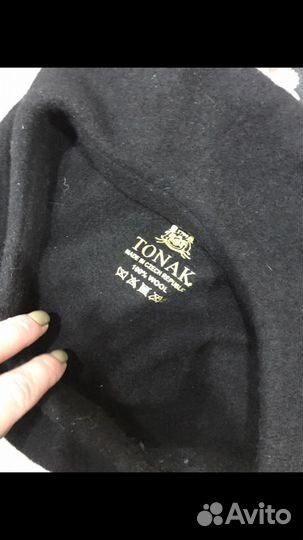 TONAK
MADE IN CZECH REPUBLIC
100% WOOL
Avito